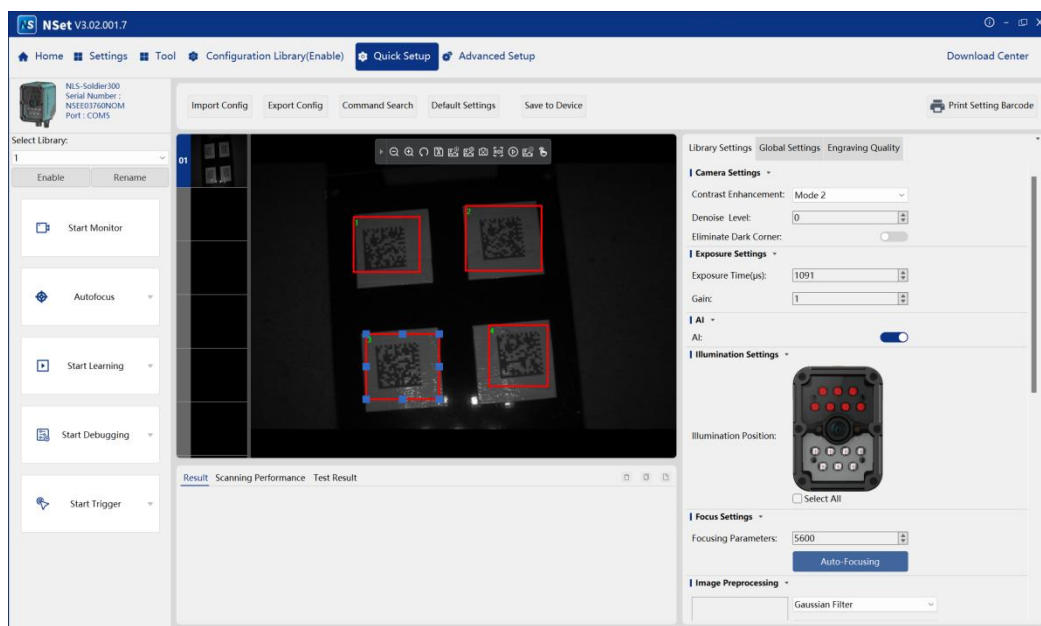 NSet V3.02.001.7
Home Settings Tool Configuration Library(Enable) Quick Setup Advanced Setup Download Center
NLS-Soldier300
Serial Number :
NSEE03760NOM
Port : COM5
Import Config Export Config Command Search Default Settings Save to Device Print Setting Barcode
Select Library:
1
Enable Rename
Start Monitor
Autofocus
Start Learning
Start Debugging
Start Trigger
01
1
2
3
4
Result Scanning Performance Test Result
Library Settings Global Settings Engraving Quality
Camera Settings
Contrast Enhancement: Mode 2
Denoise Level: 0
Eliminate Dark Corner:
Exposure Settings
Exposure Time(μs): 1091
Gain: 1
AI
AI:
Illumination Settings
Illumination Position:
Select All
Focus Settings
Focusing Parameters: 5600
Auto-Focusing
Image Preprocessing
Gaussian Filter